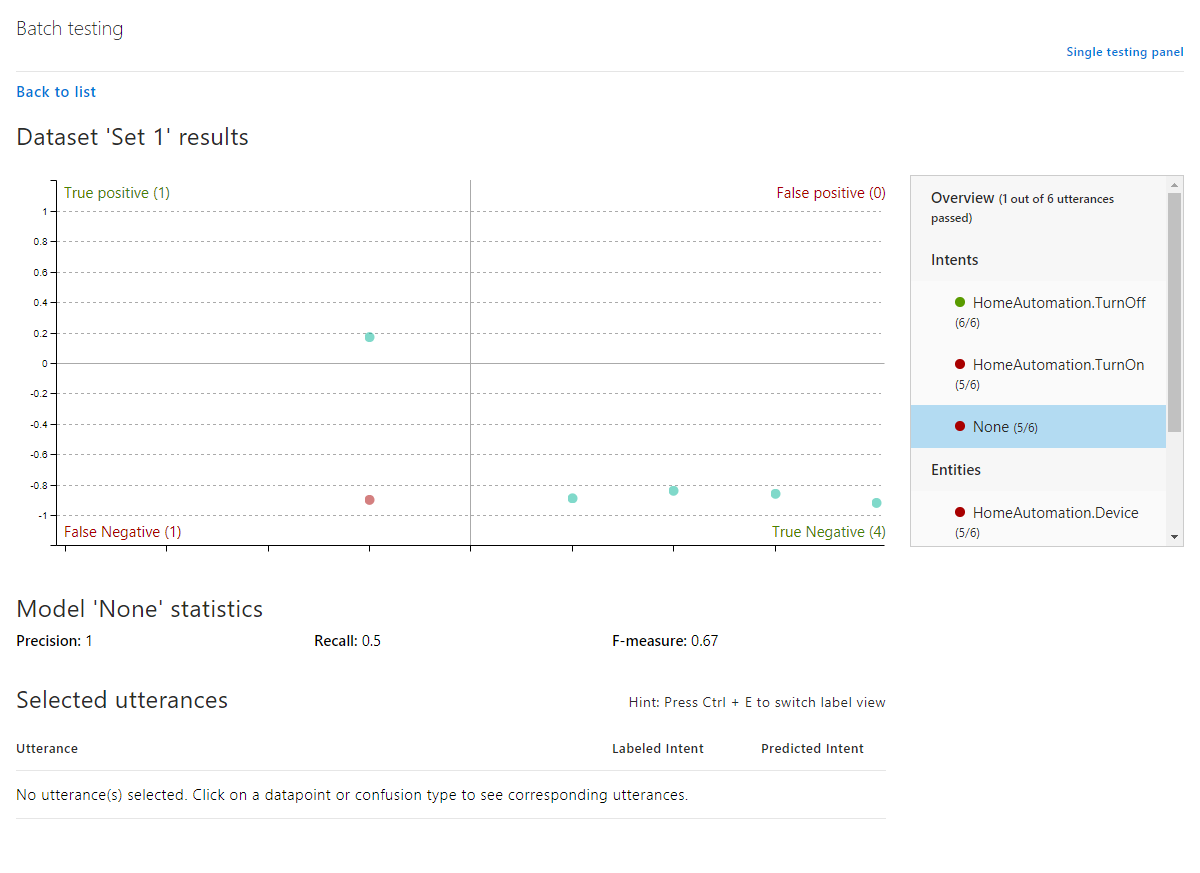 Batch testing
Single testing panel
Back to list
Dataset 'Set 1' results
True positive (1)
False positive (0)
1
0.8
0.6
0.4
0.2
0
-0.2
-0.4
-0.6
-0.8
-1
False Negative (1)
True Negative (4)
Overview (1 out of 6 utterances
passed)
Intents
HomeAutomation.TurnOff
(6/6)
HomeAutomation.TurnOn
(5/6)
None (5/6)
Entities
HomeAutomation.Device
(5/6)
Model 'None' statistics
Precision: 1
Recall: 0.5
F-measure: 0.67
Selected utterances
Hint: Press Ctrl + E to switch label view
Utterance
Labeled Intent
Predicted Intent
No utterance(s) selected. Click on a datapoint or confusion type to see corresponding utterances.